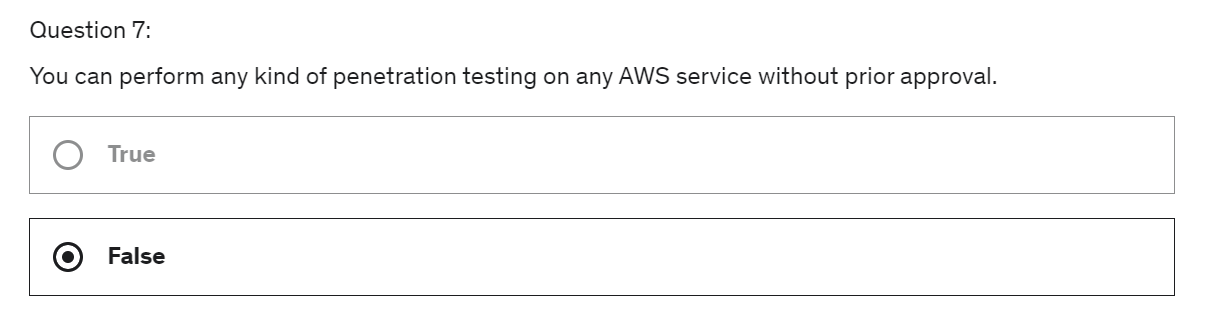 Question 7:
You can perform any kind of penetration testing on any AWS service without prior approval.
True
False